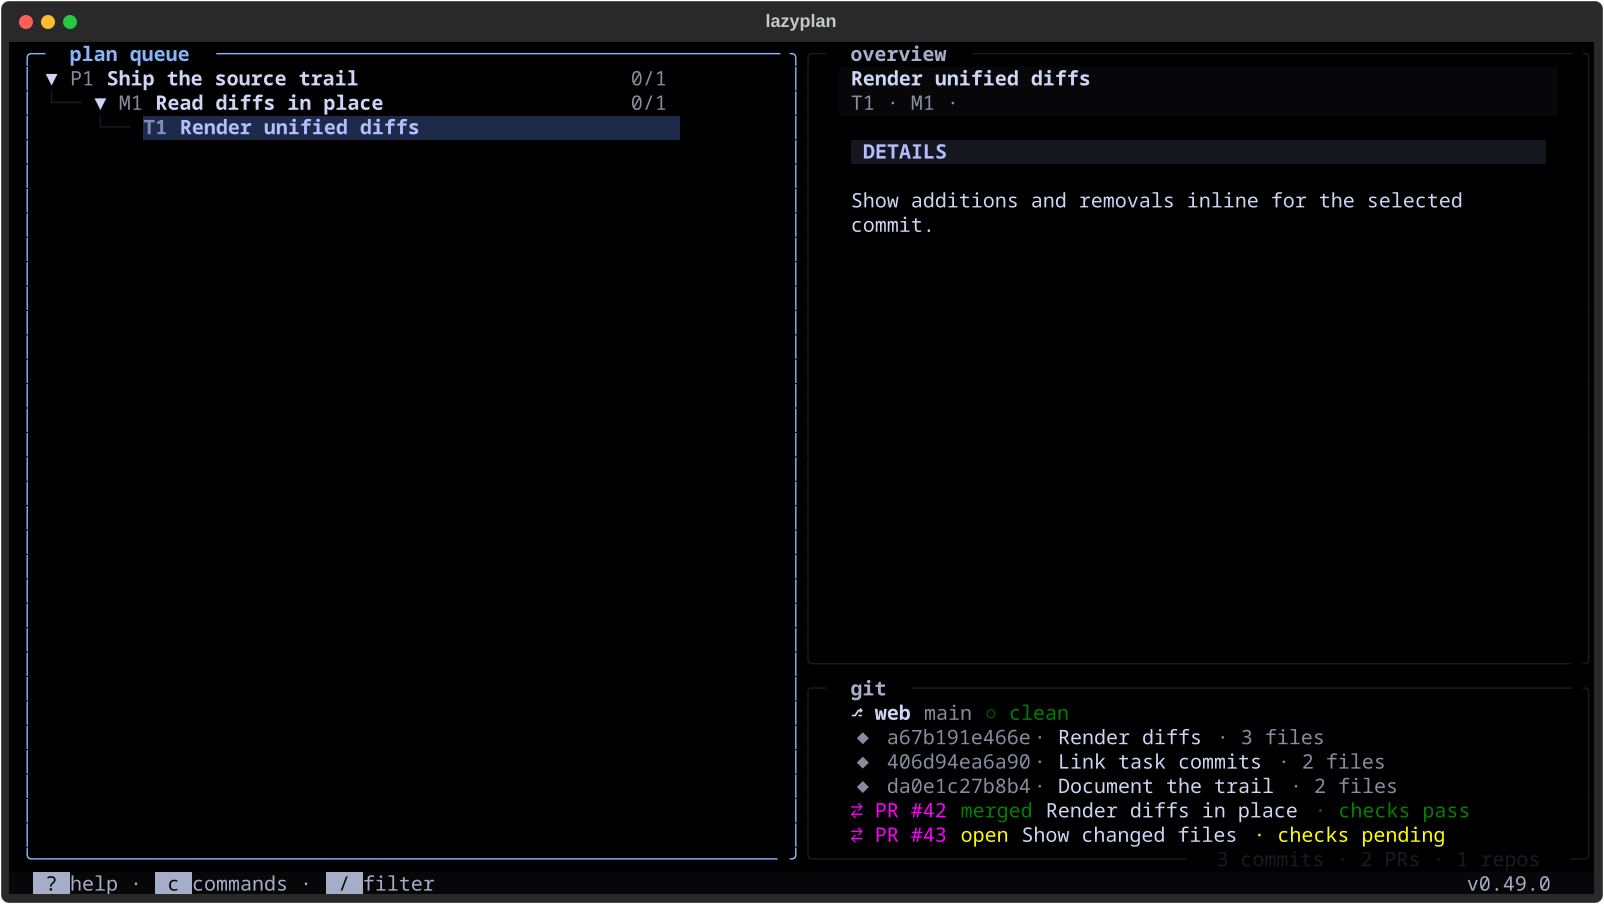 lazyplan
plan queue
▼ P1 Ship the source trail 0/1
▼ M1 Read diffs in place 0/1
T1 Render unified diffs
overview
Render unified diffs
T1 · M1 ·
DETAILS
Show additions and removals inline for the selected
commit.
git
⎇ web main ○ clean
◆ a67b191e466e · Render diffs · 3 files
◆ 406d94ea6a90 · Link task commits · 2 files
◆ da0e1c27b8b4 · Document the trail · 2 files
⇄ PR #42 merged Render diffs in place · checks pass
⇄ PR #43 open Show changed files · checks pending
3 commits · 2 PRs · 1 repos
? help · c commands · / filter
v0.49.0